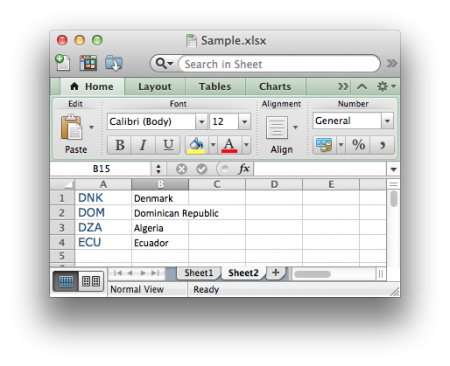 Sample.xlsx
Search in Sheet
Home Layout Tables Charts
Edit Font Alignment Number
Calibri (Body) 12 General
Paste B I U A Align % ,
B15 fx
A B C D E
1 DNK Denmark
2 DOM Dominican Republic
3 DZA Algeria
4 ECU Ecuador
5
Sheet1 Sheet2 +
Normal View Ready